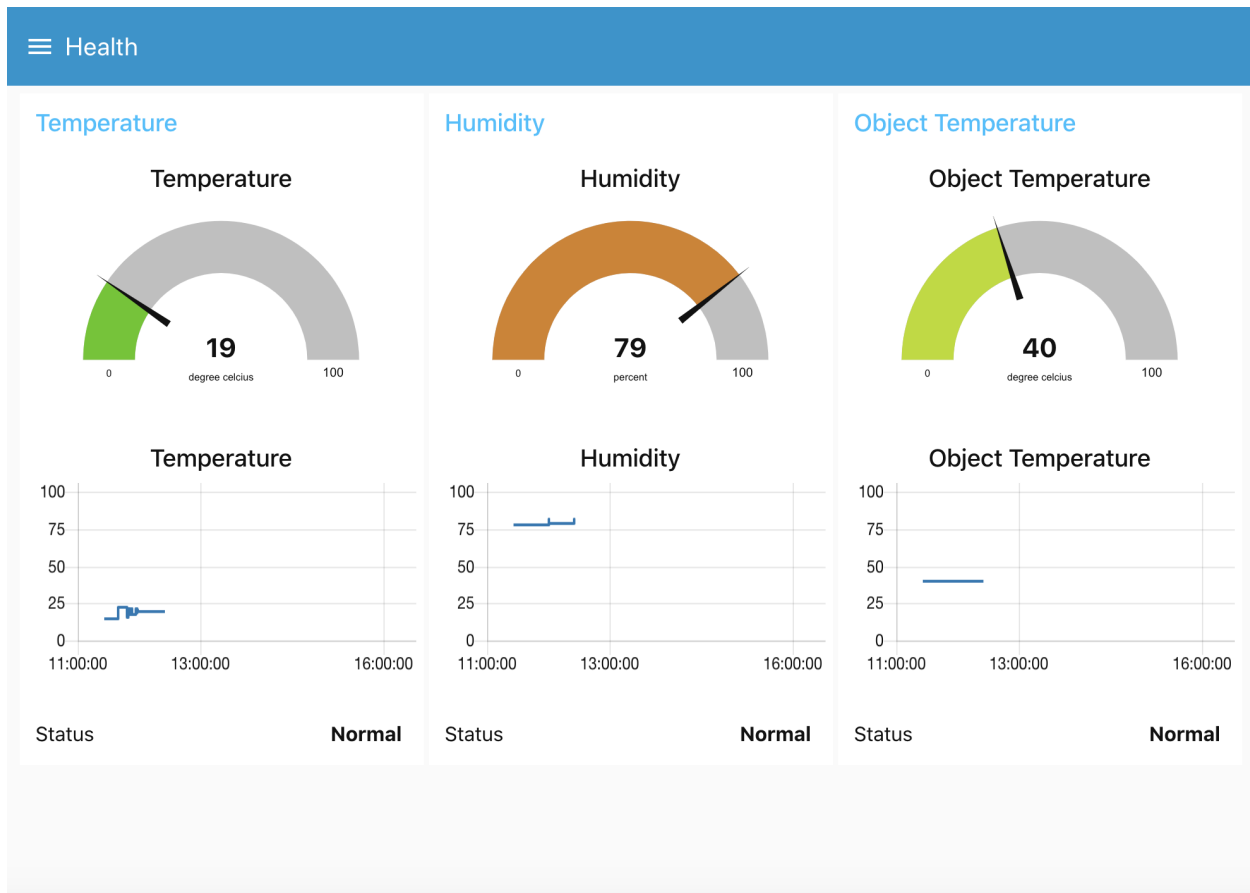 Health
Temperature
Temperature
19
degree celcius
0
100
Temperature
100
75
50
25
0
11:00:00
13:00:00
16:00:00
Status
Normal
Humidity
Humidity
79
percent
0
100
Humidity
100
75
50
25
0
11:00:00
13:00:00
16:00:00
Status
Normal
Object Temperature
Object Temperature
40
degree celcius
0
100
Object Temperature
100
75
50
25
0
11:00:00
13:00:00
16:00:00
Status
Normal